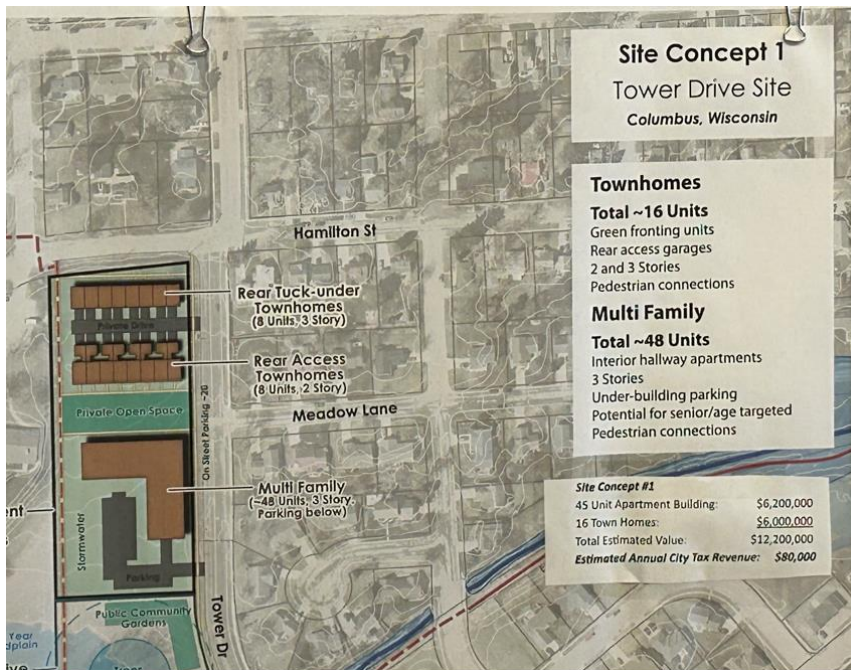 Site Concept 1
Tower Drive Site
Columbus, Wisconsin
Townhomes
Total ~16 Units
Green fronting units
Rear access garages
2 and 3 Stories
Pedestrian connections
Multi Family
Total ~48 Units
Interior hallway apartments
3 Stories
Under-building parking
Potential for senior/age targeted
Pedestrian connections
Site Concept #1
45 Unit Apartment Building: $6,200,000
16 Town Homes: $6,000,000
Total Estimated Value: $12,200,000
Estimated Annual City Tax Revenue: $80,000
Hamilton St
Rear Tuck-under
Townhomes
(8 Units, 3 Story)
Private Drive
Rear Access
Townhomes
(8 Units, 2 Story)
Private Open Space
On Street Parking ~20
Meadow Lane
Multi Family
(~48 Units, 3 Story,
Parking below)
Stormwater
Parking
Public Community
Gardens
Tower Dr
Year